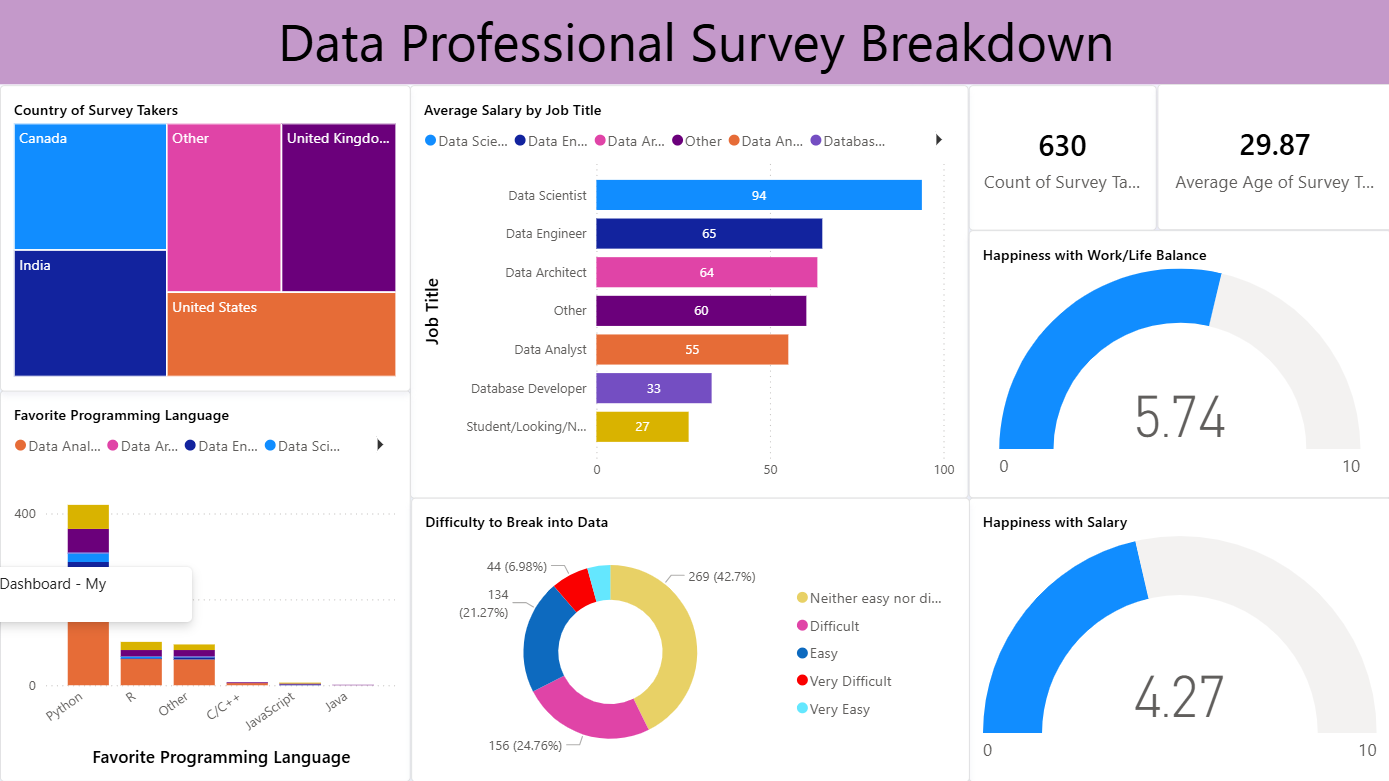 Data Professional Survey Breakdown
Country of Survey Takers
Canada
Other
United Kingdo...
India
United States
Average Salary by Job Title
Data Scie...
Data En...
Data Ar...
Other
Data An...
Databas...
Job Title
Data Scientist
94
Data Engineer
65
Data Architect
64
Other
60
Data Analyst
55
Database Developer
33
Student/Looking/N...
27
0
50
100
630
Count of Survey Ta...
29.87
Average Age of Survey T...
Happiness with Work/Life Balance
5.74
0
10
Favorite Programming Language
Data Anal...
Data Ar...
Data En...
Data Sci...
400
Dashboard - My
0
Python
R
Other
C/C++
JavaScript
Java
Favorite Programming Language
Difficulty to Break into Data
44 (6.98%)
269 (42.7%)
134
(21.27%)
156 (24.76%)
Neither easy nor di...
Difficult
Easy
Very Difficult
Very Easy
Happiness with Salary
4.27
0
10